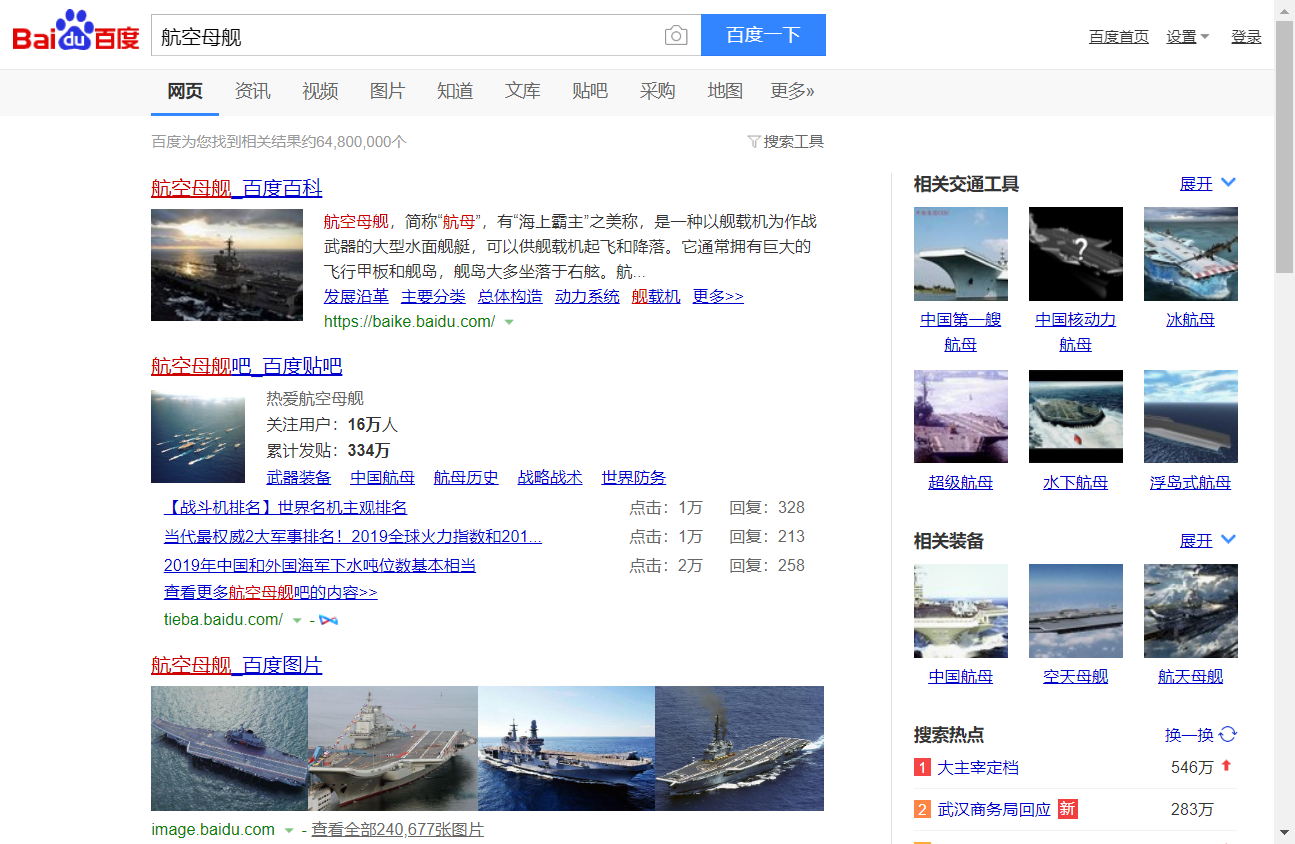 Bai du 百度
航空母舰
百度一下
百度首页 设置 登录
网页 资讯 视频 图片 知道 文库 贴吧 采购 地图 更多»
百度为您找到相关结果约64,800,000个
搜索工具
航空母舰_百度百科
航空母舰，简称“航母”，有“海上霸主”之美称，是一种以舰载机为作战
武器的大型水面舰艇，可以供舰载机起飞和降落。它通常拥有巨大的
飞行甲板和舰岛，舰岛大多坐落于右舷。航...
发展沿革 主要分类 总体构造 动力系统 舰载机 更多>>
https://baike.baidu.com/
航空母舰吧_百度贴吧
热爱航空母舰
关注用户：16万人
累计发贴：334万
武器装备 中国航母 航母历史 战略战术 世界防务
【战斗机排名】世界名机主观排名 点击：1万 回复：328
当代最权威2大军事排名！2019全球火力指数和201... 点击：1万 回复：213
2019年中国和外国海军下水吨位数基本相当 点击：2万 回复：258
查看更多航空母舰吧的内容>>
tieba.baidu.com/ -
航空母舰_百度图片
image.baidu.com - 查看全部240,677张图片
相关交通工具 展开
中国第一艘
航母
中国核动力
航母
冰航母
超级航母 水下航母 浮岛式航母
相关装备 展开
中国航母 空天母舰 航天母舰
搜索热点 换一换
1 大主宰定档 546万
2 武汉商务局回应 新 283万